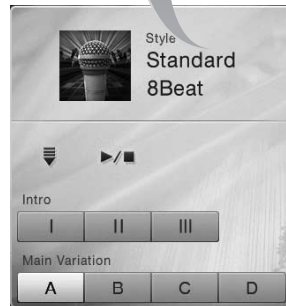 Style
Standard
8Beat
Intro
I II III
Main Variation
A B C D